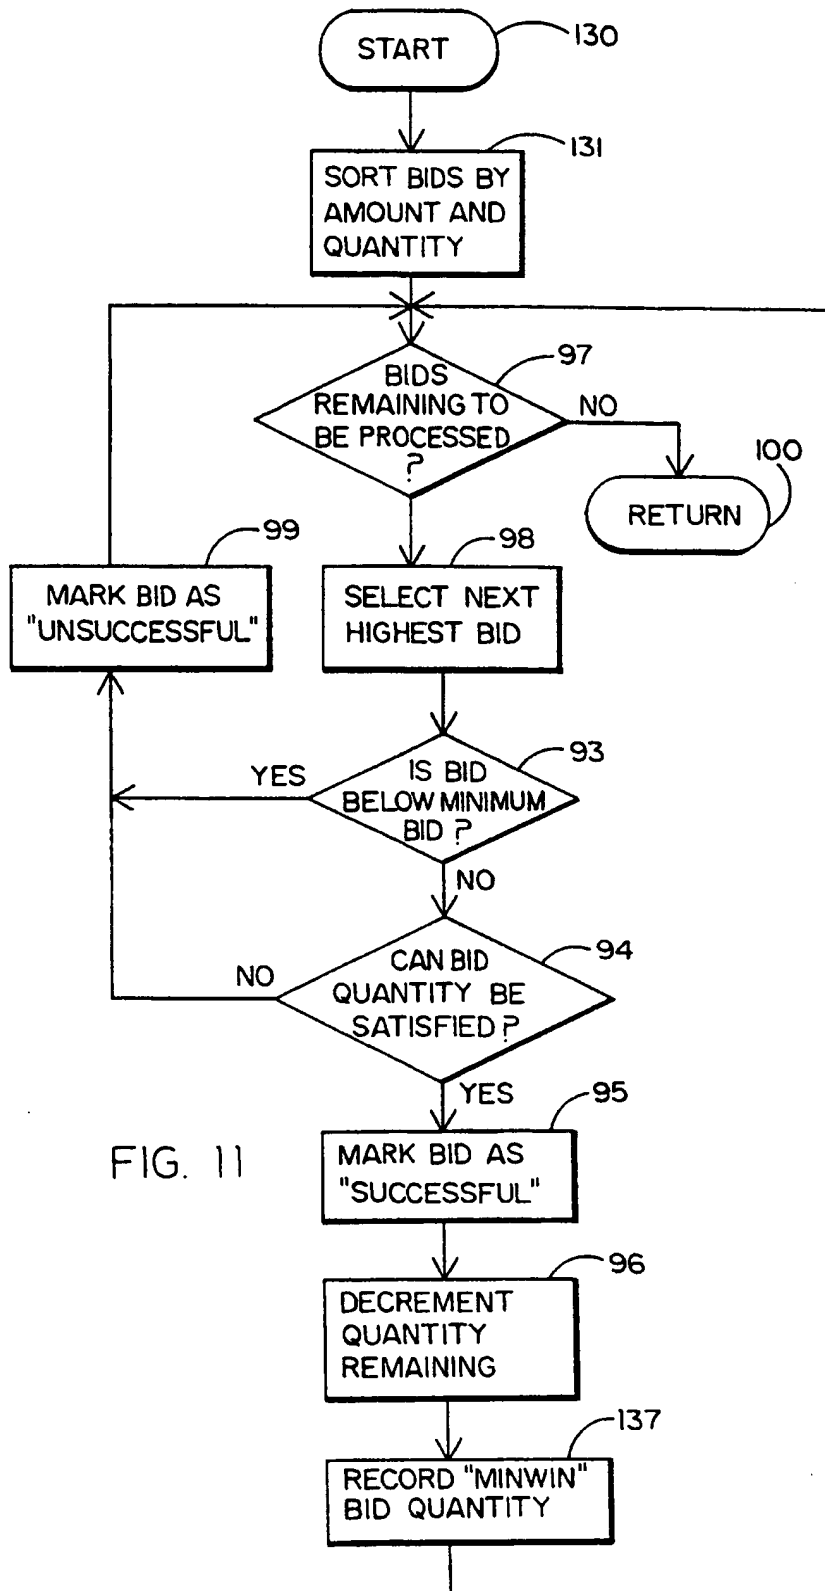 START
130
131
SORT BIDS BY
AMOUNT AND
QUANTITY
97
BIDS
REMAINING TO
BE PROCESSED
?
NO
100
RETURN
99
MARK BID AS
"UNSUCCESSFUL"
98
SELECT NEXT
HIGHEST BID
93
YES
IS BID
BELOW MINIMUM
BID ?
NO
94
NO
CAN BID
QUANTITY BE
SATISFIED ?
YES
95
FIG. 11
MARK BID AS
"SUCCESSFUL"
96
DECREMENT
QUANTITY
REMAINING
137
RECORD "MINWIN"
BID QUANTITY